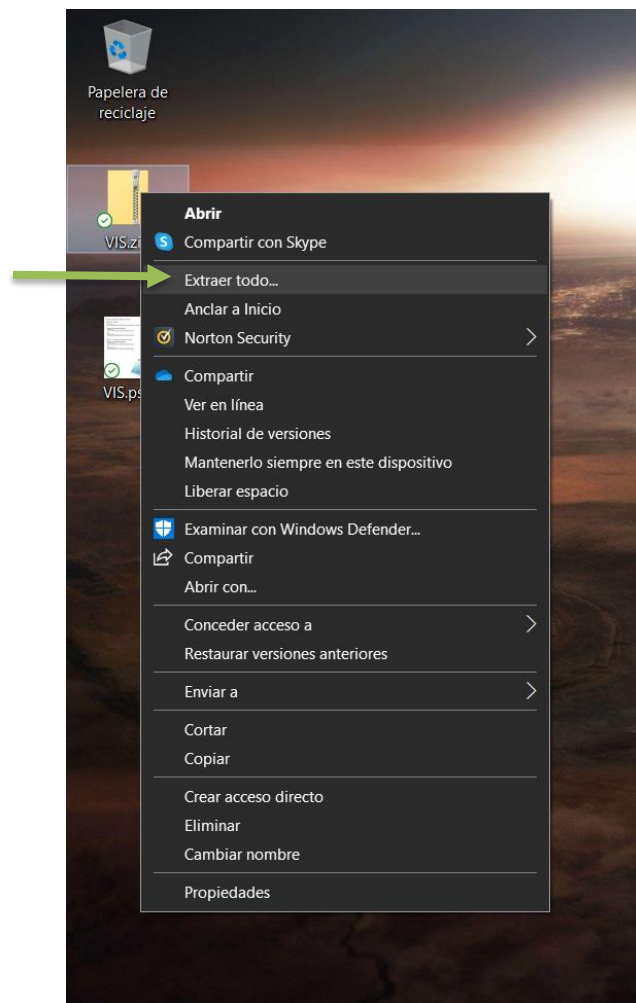 Papelera de
reciclaje
VIS.zi
VIS.ps
Abrir
Compartir con Skype
Extraer todo...
Anclar a Inicio
Norton Security
Compartir
Ver en línea
Historial de versiones
Mantenerlo siempre en este dispositivo
Liberar espacio
Examinar con Windows Defender...
Compartir
Abrir con...
Conceder acceso a
Restaurar versiones anteriores
Enviar a
Cortar
Copiar
Crear acceso directo
Eliminar
Cambiar nombre
Propiedades